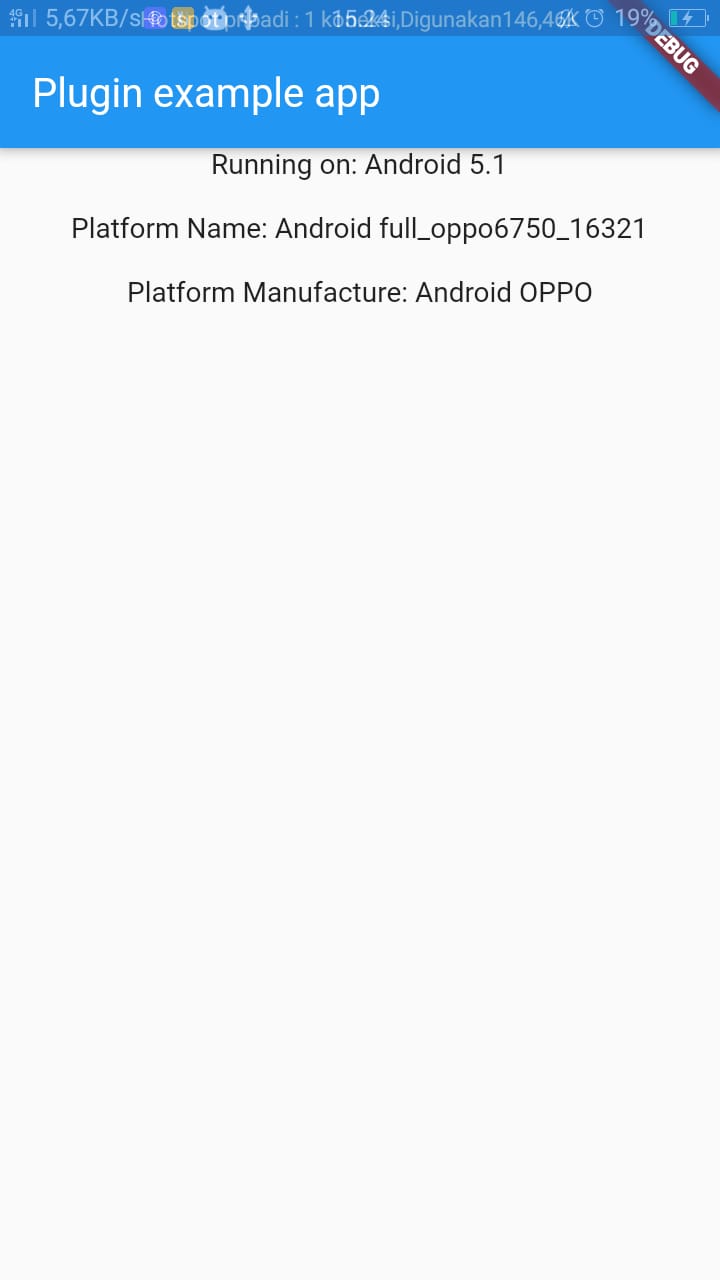 4G 5,67KB/s Hotspot pribadi : 1 koneksi,Digunakan146,46K 15.24 19%
DEBUG
Plugin example app
Running on: Android 5.1
Platform Name: Android full_oppo6750_16321
Platform Manufacture: Android OPPO